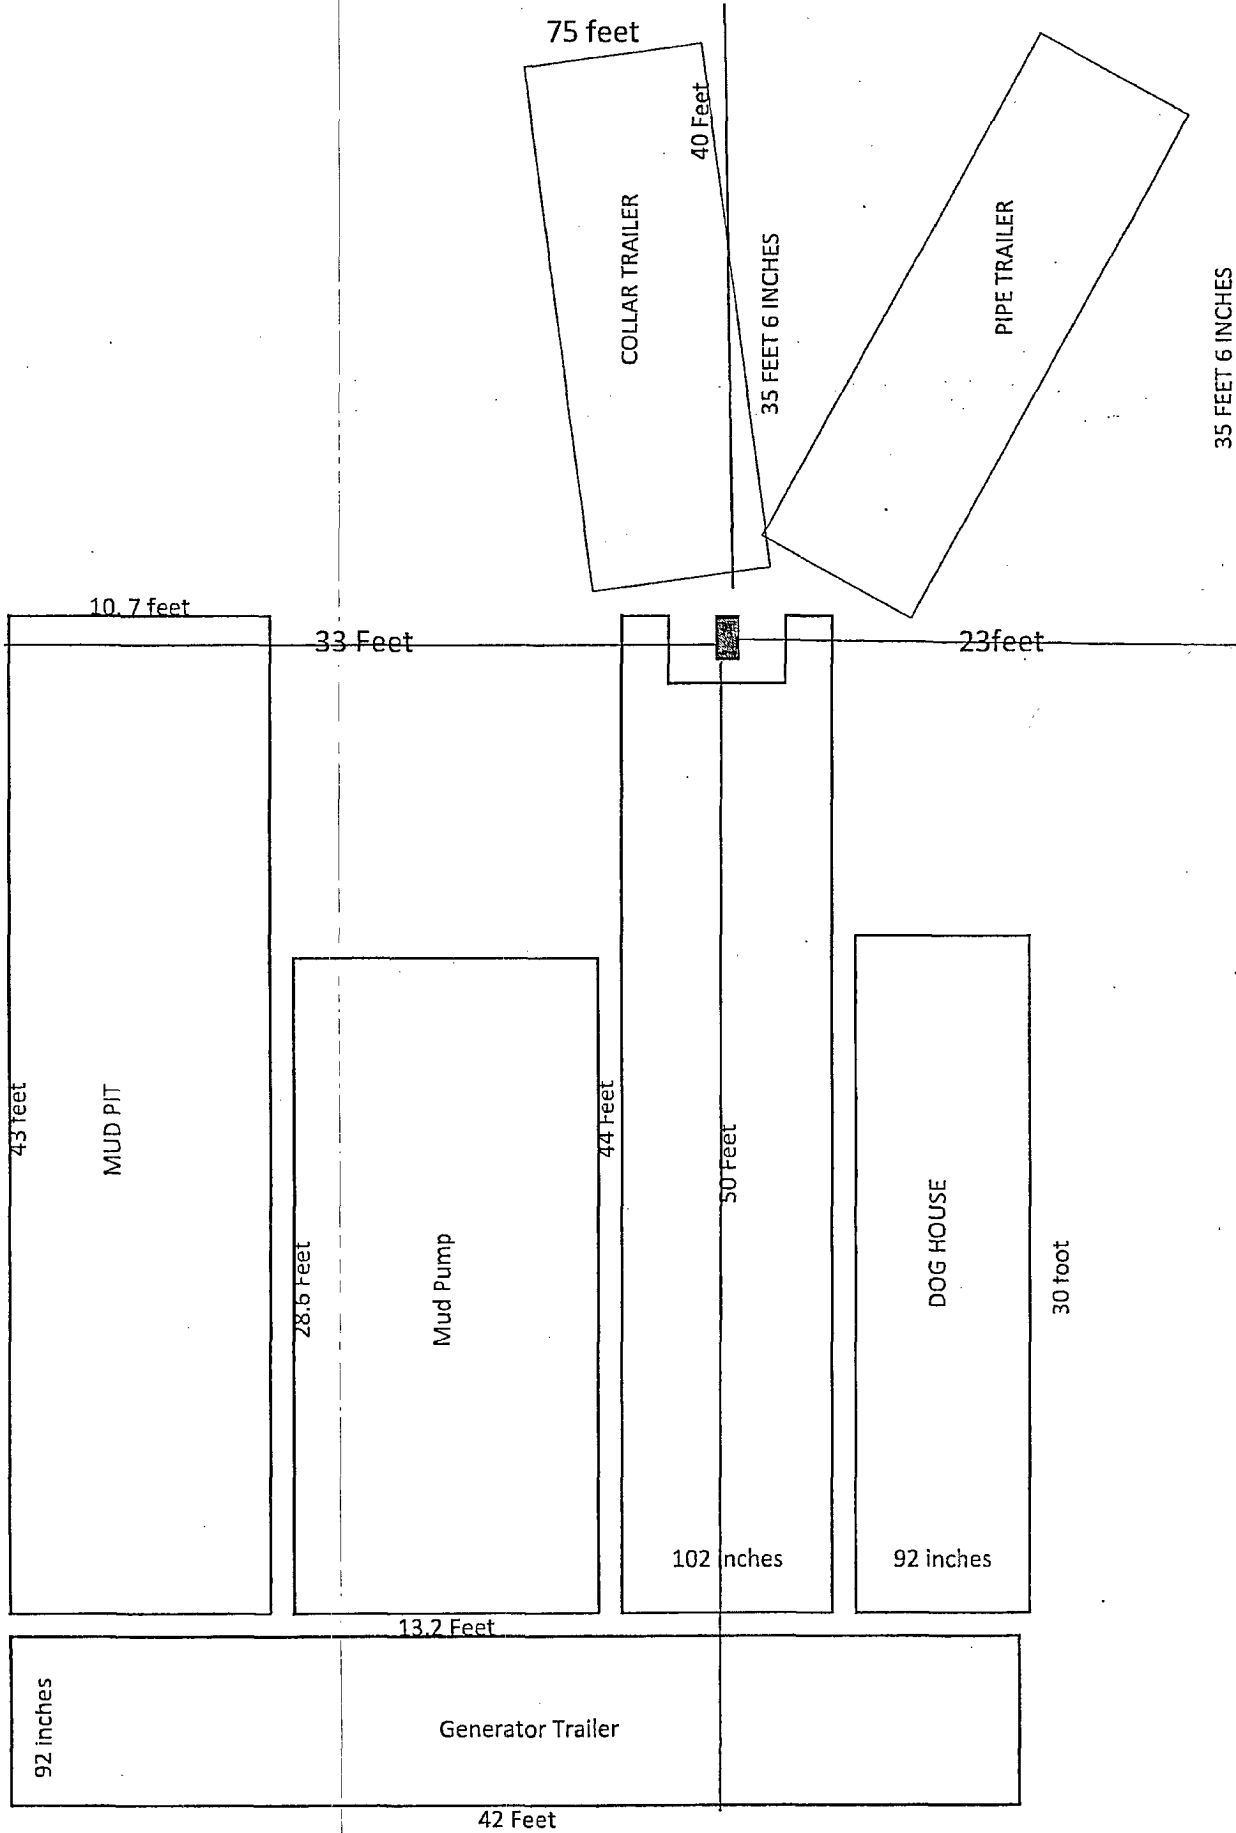 75 feet
40 Feet
COLLAR TRAILER
35 FEET 6 INCHES
PIPE TRAILER
35 FEET 6 INCHES
10. 7 feet
33 Feet
23feet
43 feet
MUD PIT
28.6 Feet
Mud Pump
44 Feet
50 Feet
DOG HOUSE
30 foot
102 inches
92 inches
13.2 Feet
92 inches
Generator Trailer
42 Feet